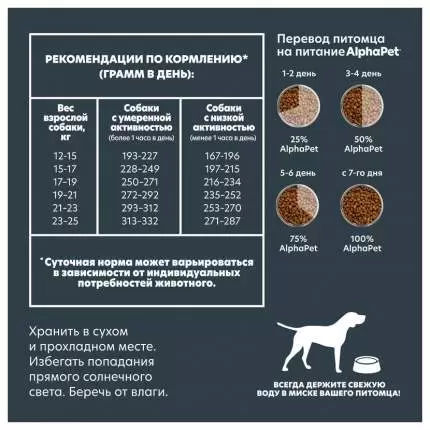 РЕКОМЕНДАЦИИ ПО КОРМЛЕНИЮ*
(ГРАММ В ДЕНЬ):
Вес взрослой собаки, кг | Собаки с умеренной активностью (более 1 часа в день) | Собаки с низкой активностью (менее 1 часа в день)
12-15 193-227 167-196
15-17 228-249 197-215
17-19 250-271 216-234
19-21 272-292 235-252
21-23 293-312 253-270
23-25 313-332 271-287
*Суточная норма может варьироваться
в зависимости от индивидуальных
потребностей животного.
Перевод питомца
на питание AlphaPet®
1-2 день 3-4 день
25% 50%
AlphaPet AlphaPet
5-6 день с 7-го дня
75% 100%
AlphaPet AlphaPet
Хранить в сухом
и прохладном месте.
Избегать попадания
прямого солнечного
света. Беречь от влаги.
ВСЕГДА ДЕРЖИТЕ СВЕЖУЮ
ВОДУ В МИСКЕ ВАШЕГО ПИТОМЦА!